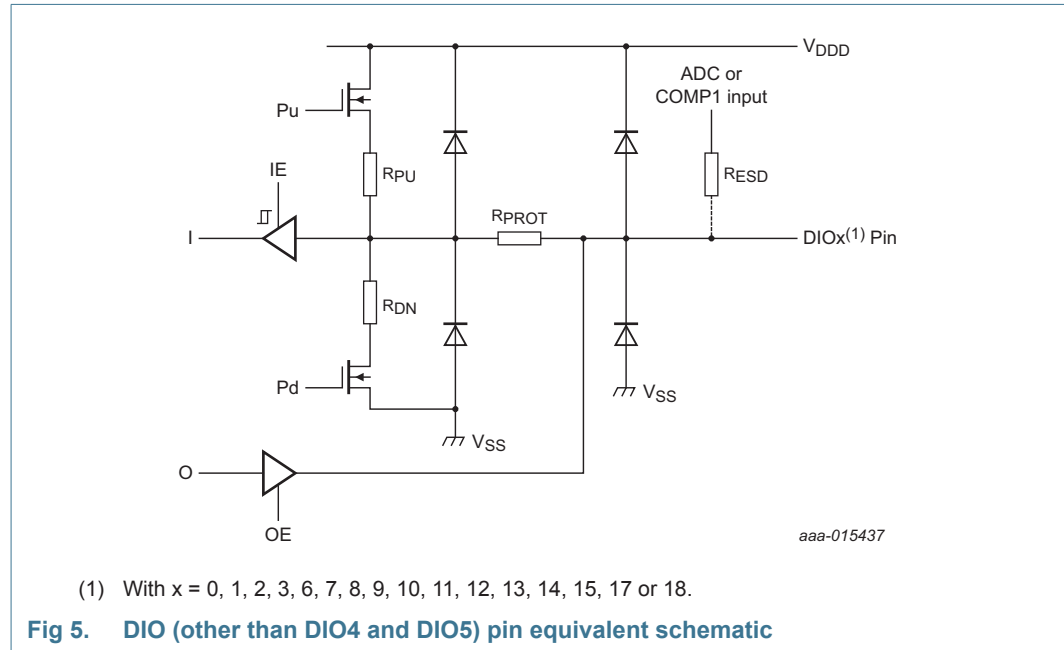 VDDD
ADC or
COMP1 input
Pu
RPU
RESD
IE
RPROT
I
DIOx(1) Pin
RDN
Pd
VSS
VSS
O
OE
aaa-015437
(1) With x = 0, 1, 2, 3, 6, 7, 8, 9, 10, 11, 12, 13, 14, 15, 17 or 18.
Fig 5. DIO (other than DIO4 and DIO5) pin equivalent schematic